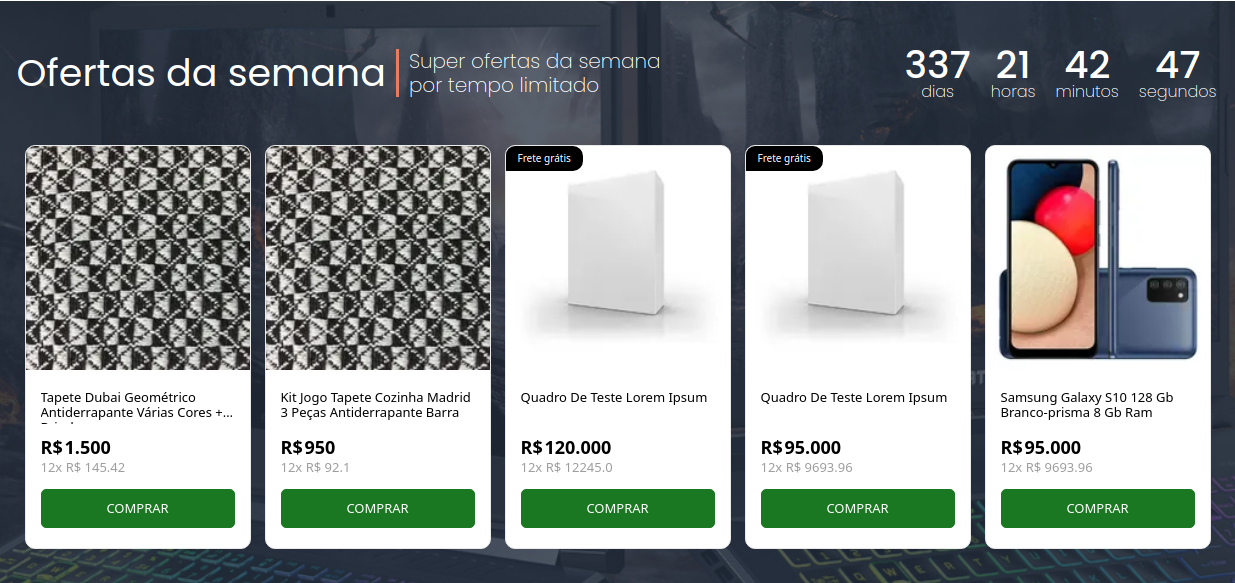 Ofertas da semana
Super ofertas da semana
por tempo limitado
337 21 42 47
dias horas minutos segundos
Frete grátis
Frete grátis
Tapete Dubai Geométrico
Antiderrapante Várias Cores +...
R$ 1.500
12x R$ 145.42
COMPRAR
Kit Jogo Tapete Cozinha Madrid
3 Peças Antiderrapante Barra
R$ 950
12x R$ 92.1
COMPRAR
Quadro De Teste Lorem Ipsum
R$ 120.000
12x R$ 12245.0
COMPRAR
Quadro De Teste Lorem Ipsum
R$ 95.000
12x R$ 9693.96
COMPRAR
Samsung Galaxy S10 128 Gb
Branco-prisma 8 Gb Ram
R$ 95.000
12x R$ 9693.96
COMPRAR